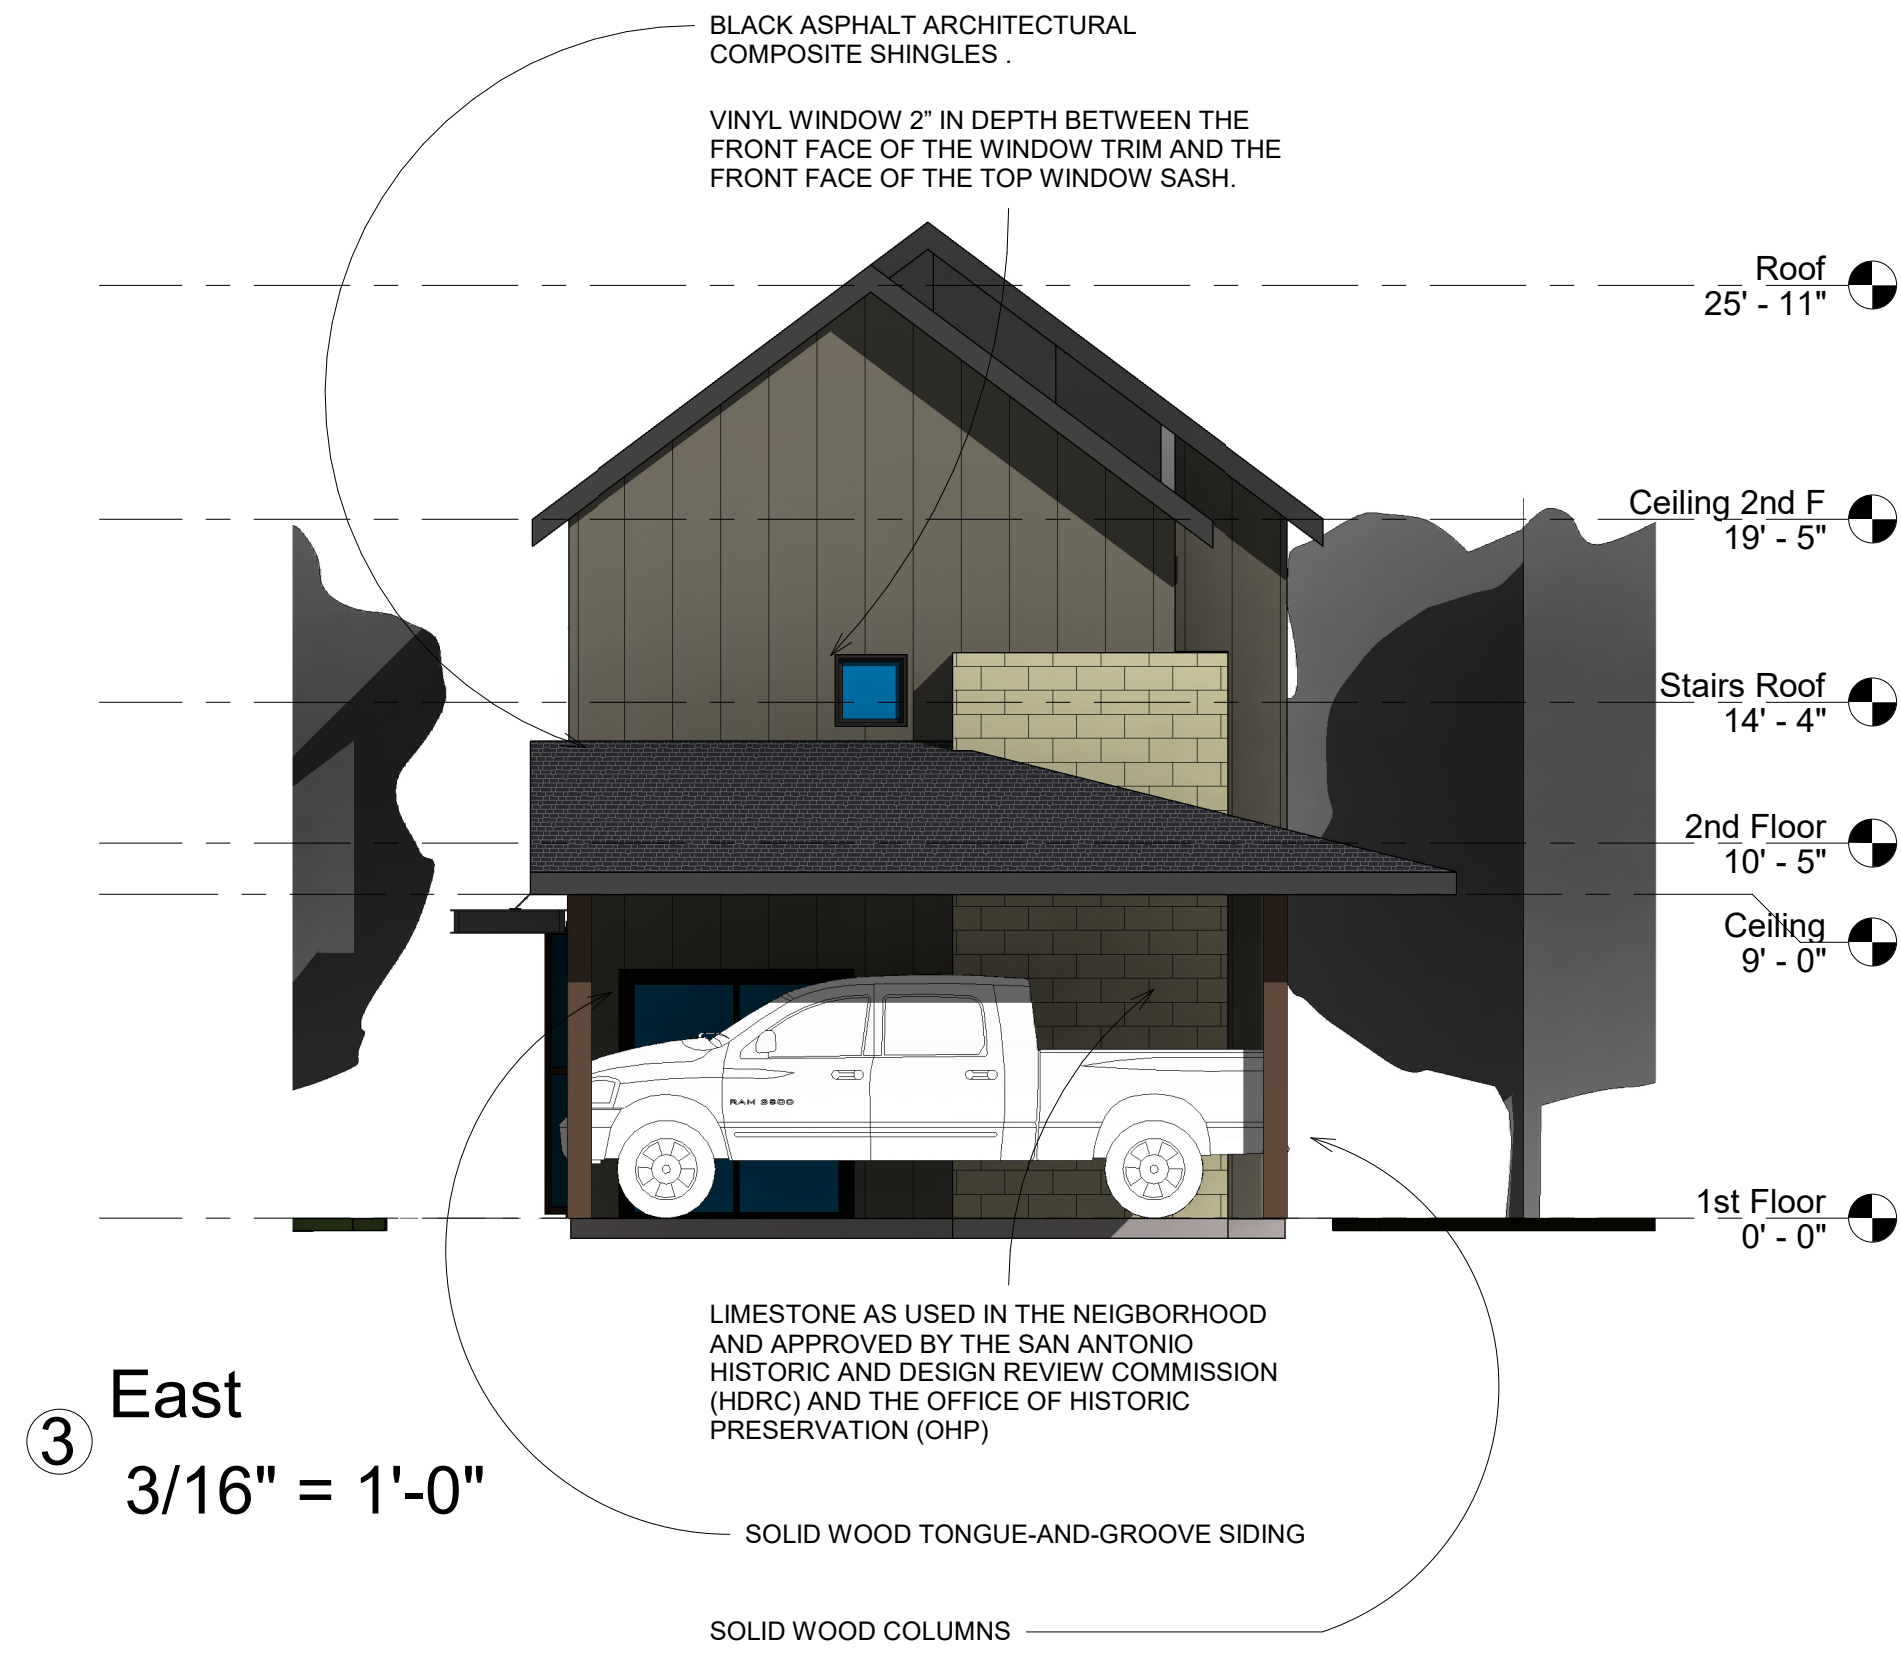 BLACK ASPHALT ARCHITECTURAL
COMPOSITE SHINGLES .
VINYL WINDOW 2” IN DEPTH BETWEEN THE
FRONT FACE OF THE WINDOW TRIM AND THE
FRONT FACE OF THE TOP WINDOW SASH.
Roof
25' - 11"
Ceiling 2nd F
19' - 5"
Stairs Roof
14' - 4"
2nd Floor
10' - 5"
Ceiling
9' - 0"
RAM 3500
1st Floor
0' - 0"
LIMESTONE AS USED IN THE NEIGBORHOOD
AND APPROVED BY THE SAN ANTONIO
HISTORIC AND DESIGN REVIEW COMMISSION
(HDRC) AND THE OFFICE OF HISTORIC
PRESERVATION (OHP)
3
East
3/16" = 1'-0"
SOLID WOOD TONGUE-AND-GROOVE SIDING
SOLID WOOD COLUMNS